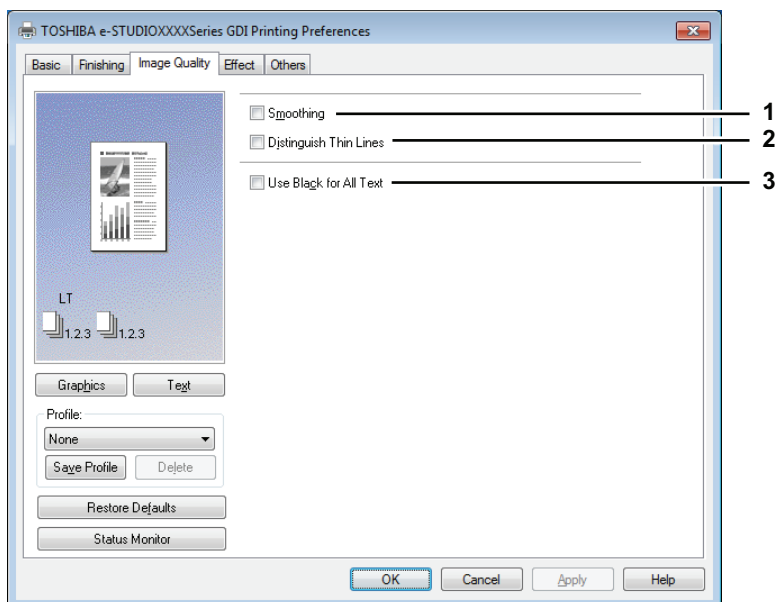 TOSHIBA e-STUDIOXXXXSeries GDI Printing Preferences
Basic Finishing Image Quality Effect Others
Smoothing 1
Distinguish Thin Lines 2
Use Black for All Text 3
LT
1.2.3 1.2.3
Graphics Text
Profile:
None
Save Profile Delete
Restore Defaults
Status Monitor
OK Cancel Apply Help